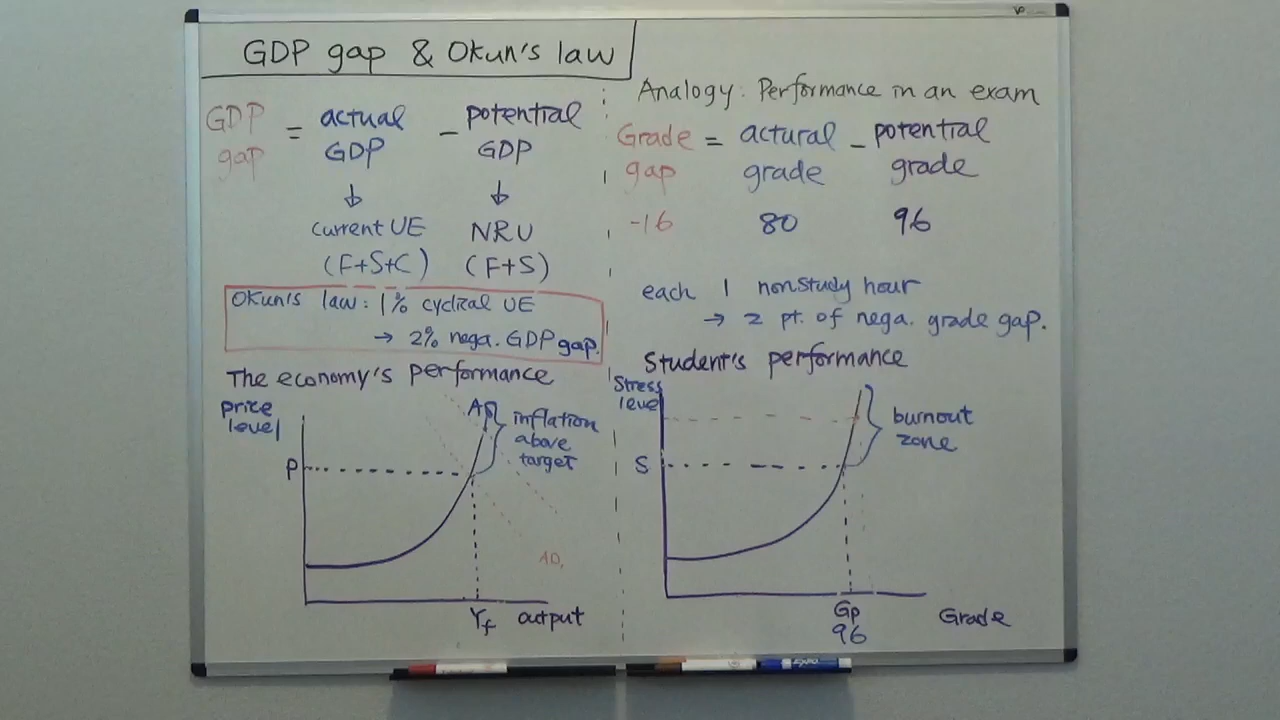 GDP gap & Okun's law
GDP gap = actual GDP - potential GDP
↓ ↓
current UE NRU
(F+S+C) (F+S)
Okun's law: 1% cyclical UE
→ 2% nega. GDP gap.
The economy's performance
price level
P
inflation above target
AD,
Yf output
Analogy: Performance in an exam
Grade gap = actural grade - potential grade
-16 80 96
each 1 nonstudy hour
→ 2 pt. of nega. grade gap.
Student's performance
Stress level
S
burnout zone
Gp
96
Grade